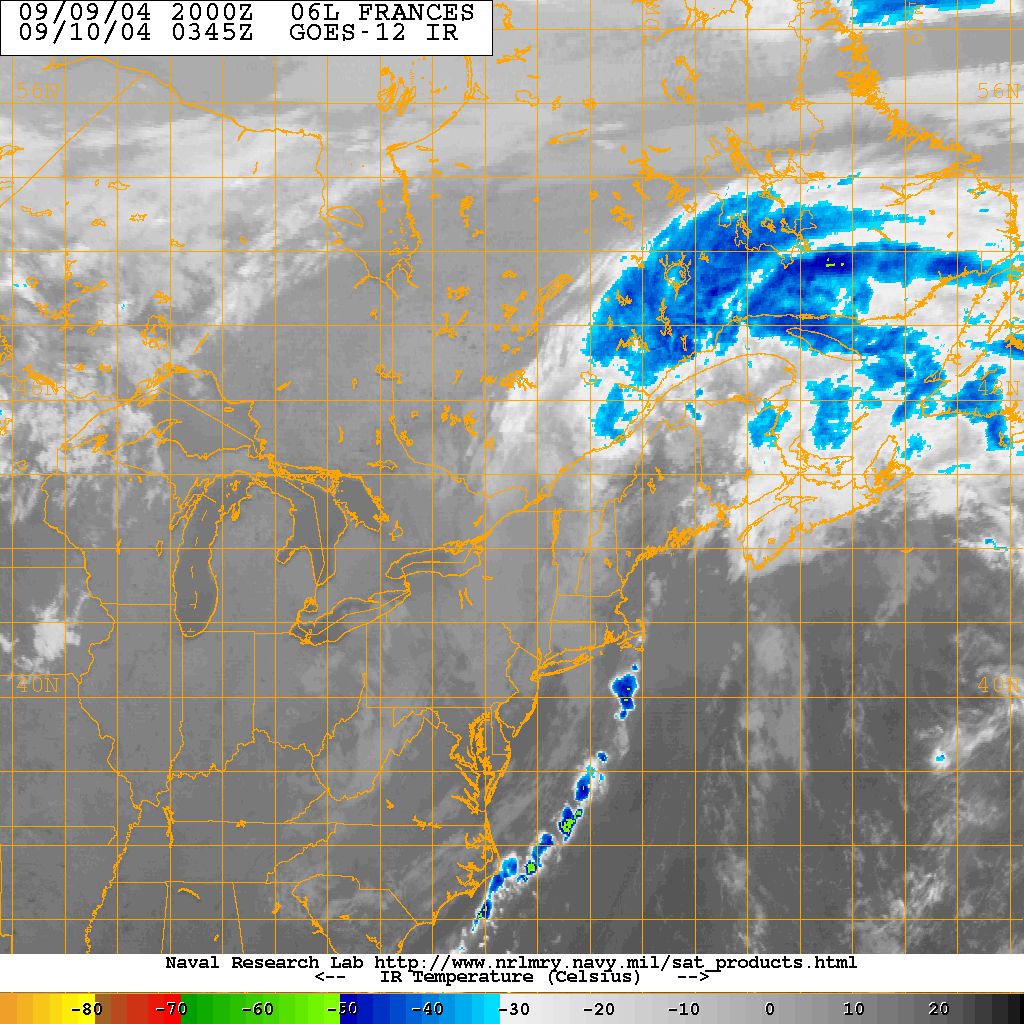 09/09/04 2000Z 06L FRANCES
09/10/04 0345Z GOES-12 IR
56N 56N
48N 48N
40N 40N
Naval Research Lab http://www.nrlmry.navy.mil/sat_products.html
<-- IR Temperature (Celsius) -->
-80 -70 -60 -50 -40 -30 -20 -10 0 10 20